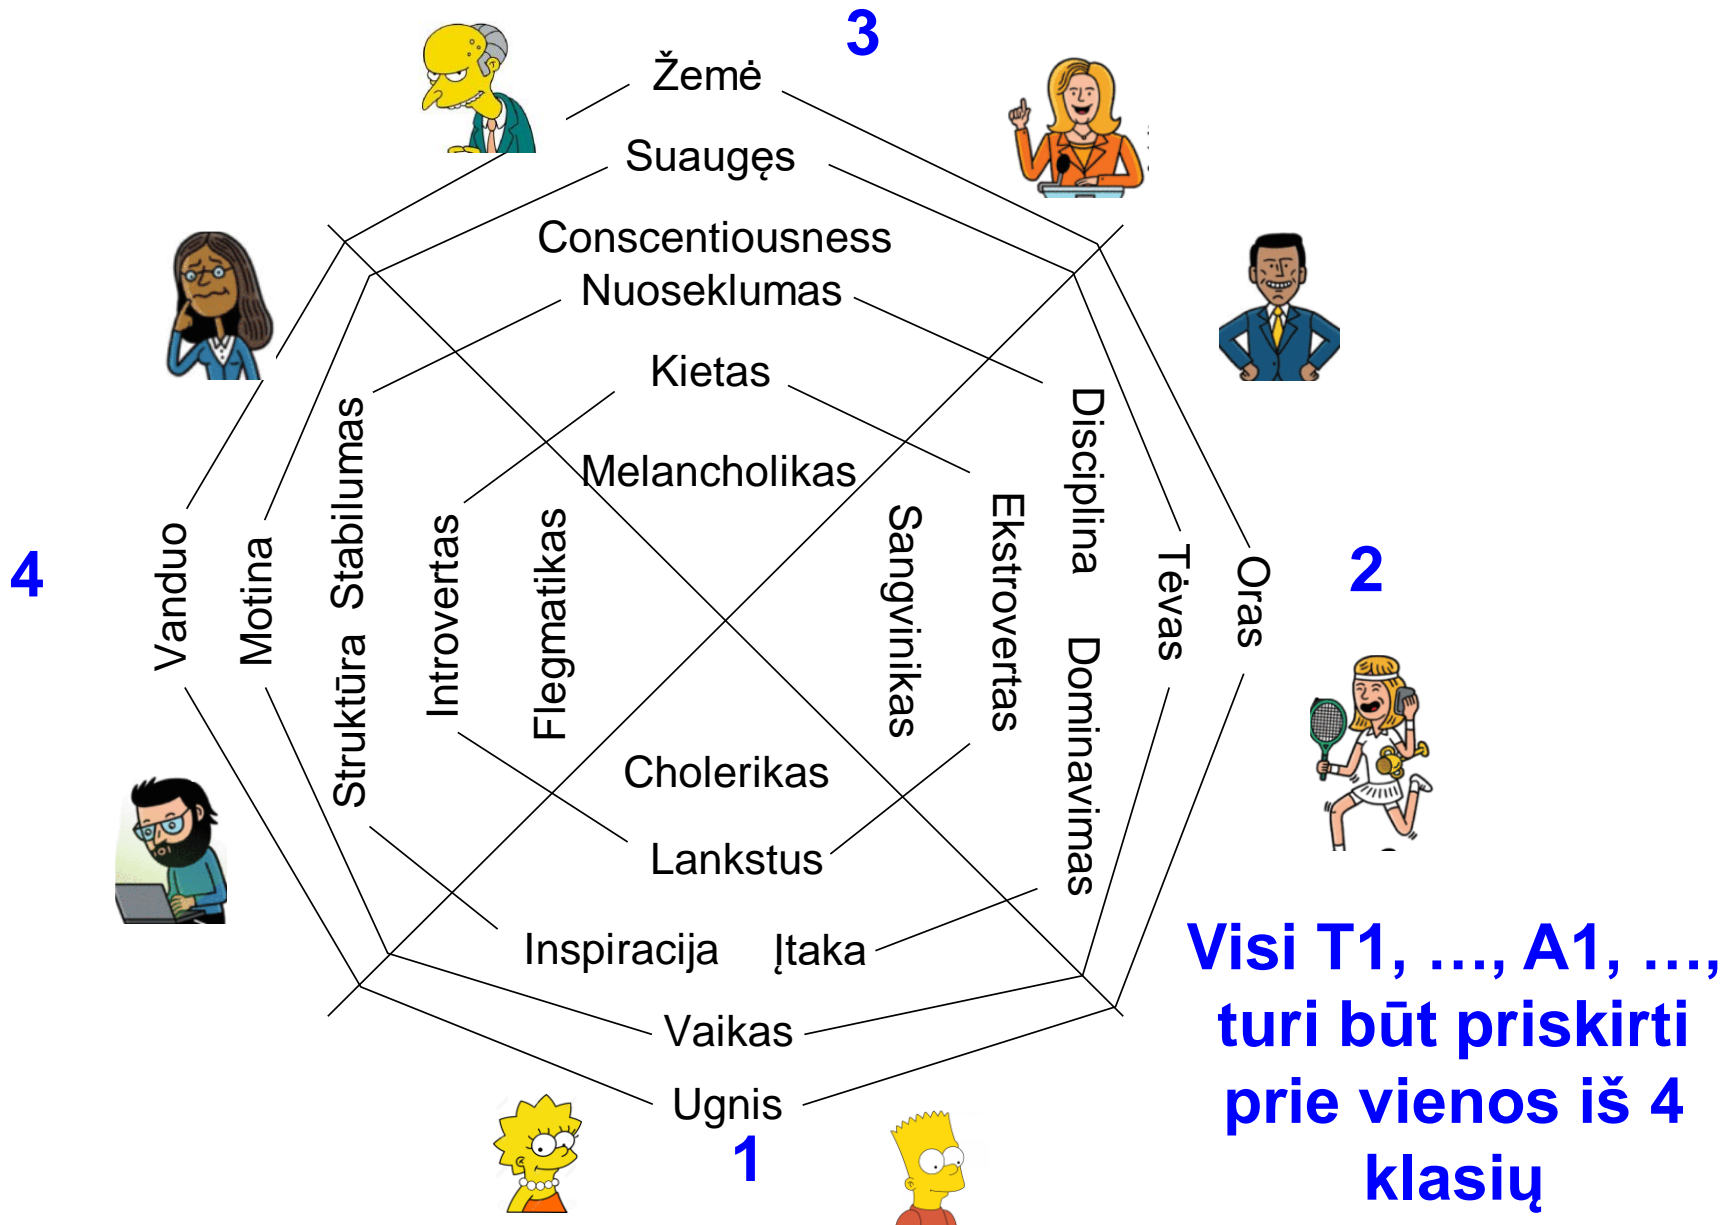 3
Žemė
Suaugęs
Conscentiousness
Nuoseklumas
Kietas
Melancholikas
4
Vanduo
Motina
Struktūra Stabilumas
Introvertas
Flegmatikas
Sangvinikas
Ekstrovertas
Disciplina Dominavimas
Tėvas
Oras
2
Cholerikas
Lankstus
Inspiracija Įtaka
Vaikas
Ugnis
1
Visi T1, …, A1, …,
turi būt priskirti
prie vienos iš 4
klasių